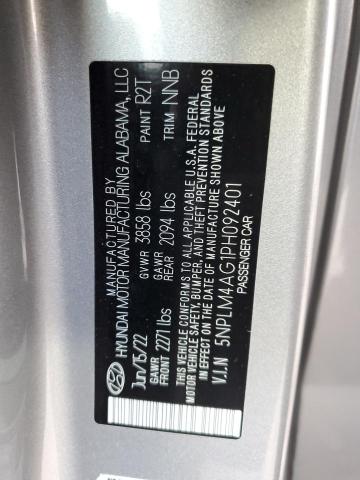 MANUFACTURED BY
HYUNDAI MOTOR MANUFACTURING ALABAMA, LLC
Jun/15/22 GVWR 3858 lbs PAINT R2T
GAWR FRONT 2271 lbs GAWR REAR 2094 lbs TRIM NNB
THIS VEHICLE CONFORMS TO ALL APPLICABLE U.S.A. FEDERAL
MOTOR VEHICLE SAFETY, BUMPER, AND THEFT PREVENTION STANDARDS
IN EFFECT ON THE DATE OF MANUFACTURE SHOWN ABOVE.
V.I.N 5NPLM4AG1PH092401
PASSENGER CAR